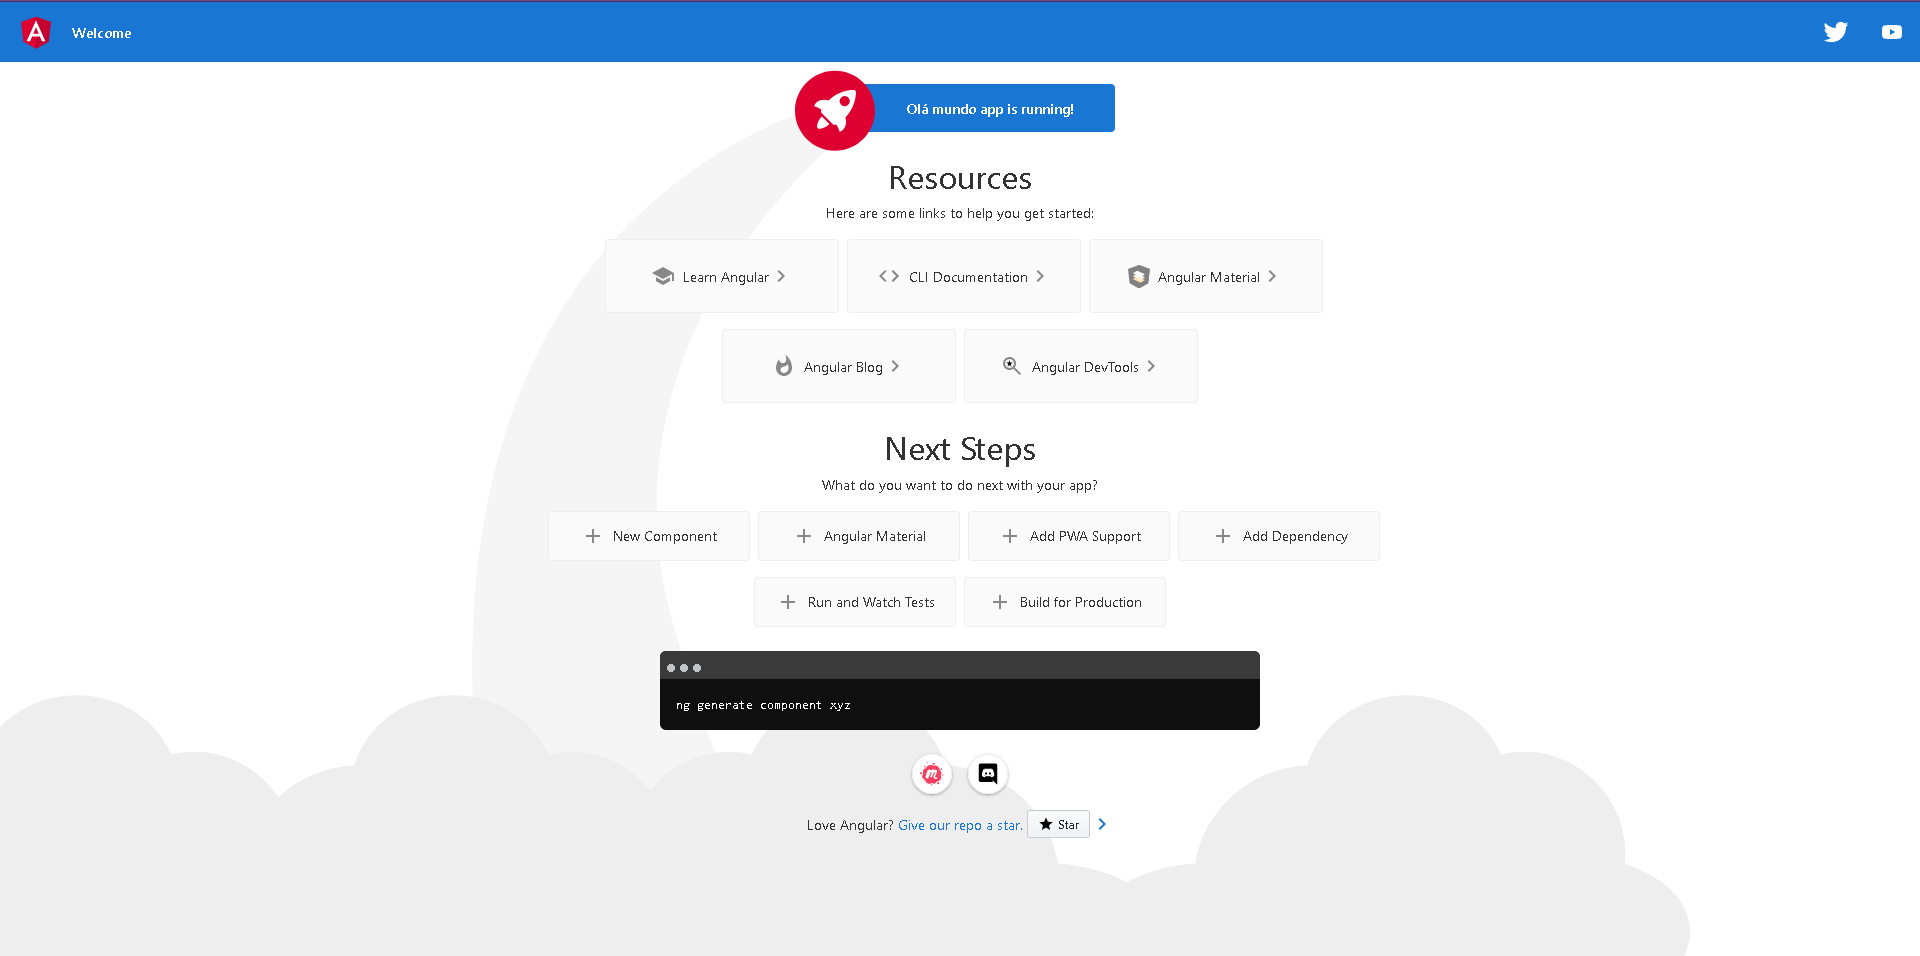 Welcome
Olá mundo app is running!
Resources
Here are some links to help you get started:
Learn Angular
CLI Documentation
Angular Material
Angular Blog
Angular DevTools
Next Steps
What do you want to do next with your app?
New Component
Angular Material
Add PWA Support
Add Dependency
Run and Watch Tests
Build for Production
ng generate component xyz
Love Angular? Give our repo a star. Star